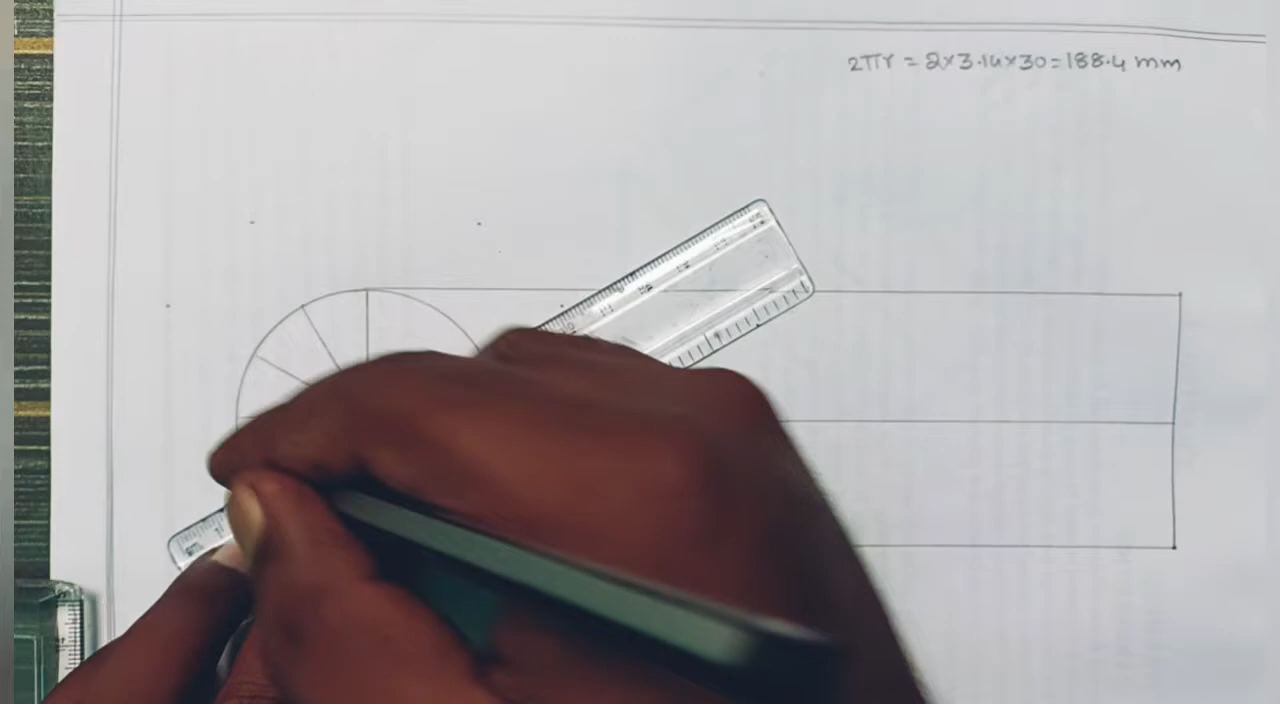 2πr = 2×3.14×30=188.4 mm